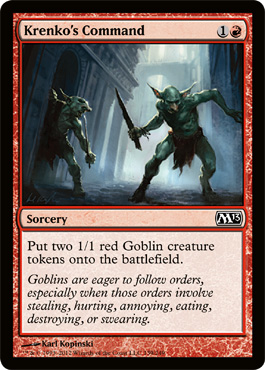 Krenko's Command 1
Sorcery M13
Put two 1/1 red Goblin creature
tokens onto the battlefield.
Goblins are eager to follow orders,
especially when those orders involve
stealing, hurting, annoying, eating,
destroying, or swearing.
Karl Kopinski